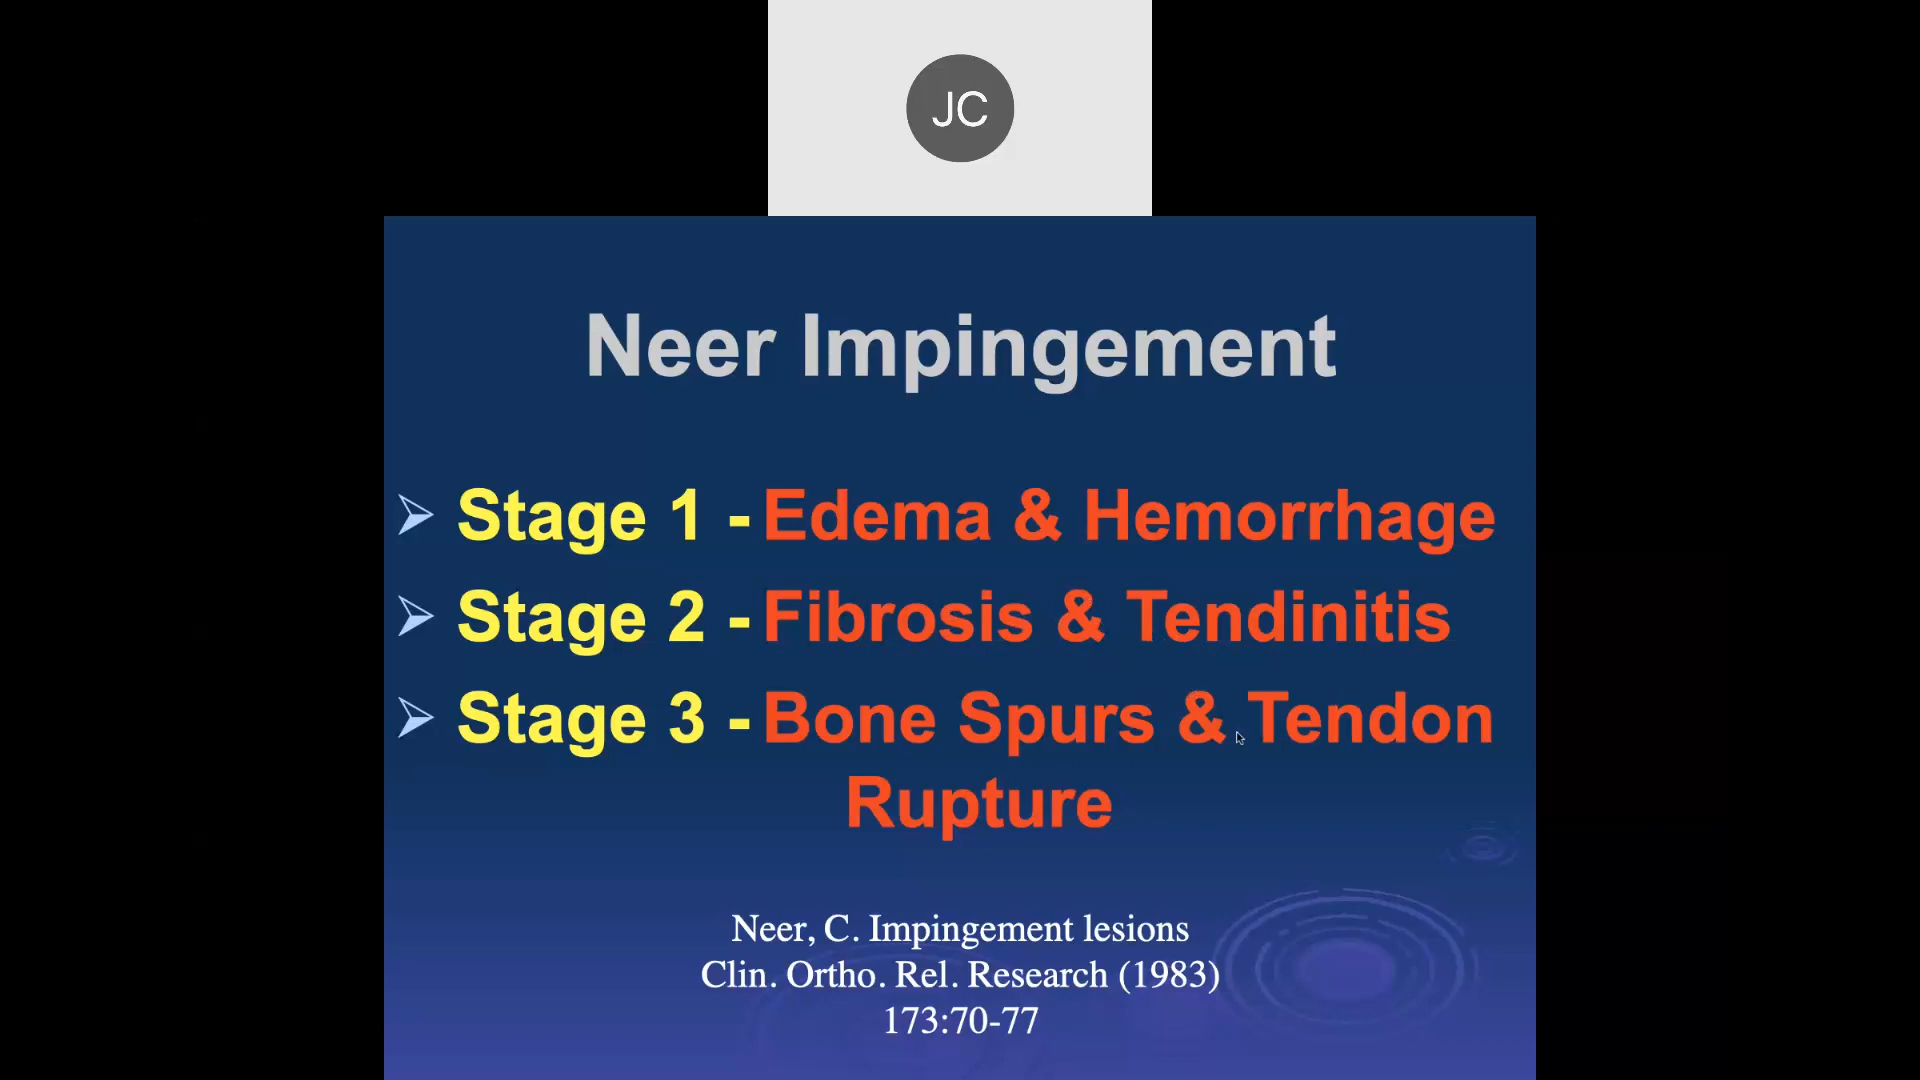 JC
Neer Impingement
Stage 1 - Edema & Hemorrhage
Stage 2 - Fibrosis & Tendinitis
Stage 3 - Bone Spurs & Tendon
Rupture
Neer, C. Impingement lesions
Clin. Ortho. Rel. Research (1983)
173:70-77